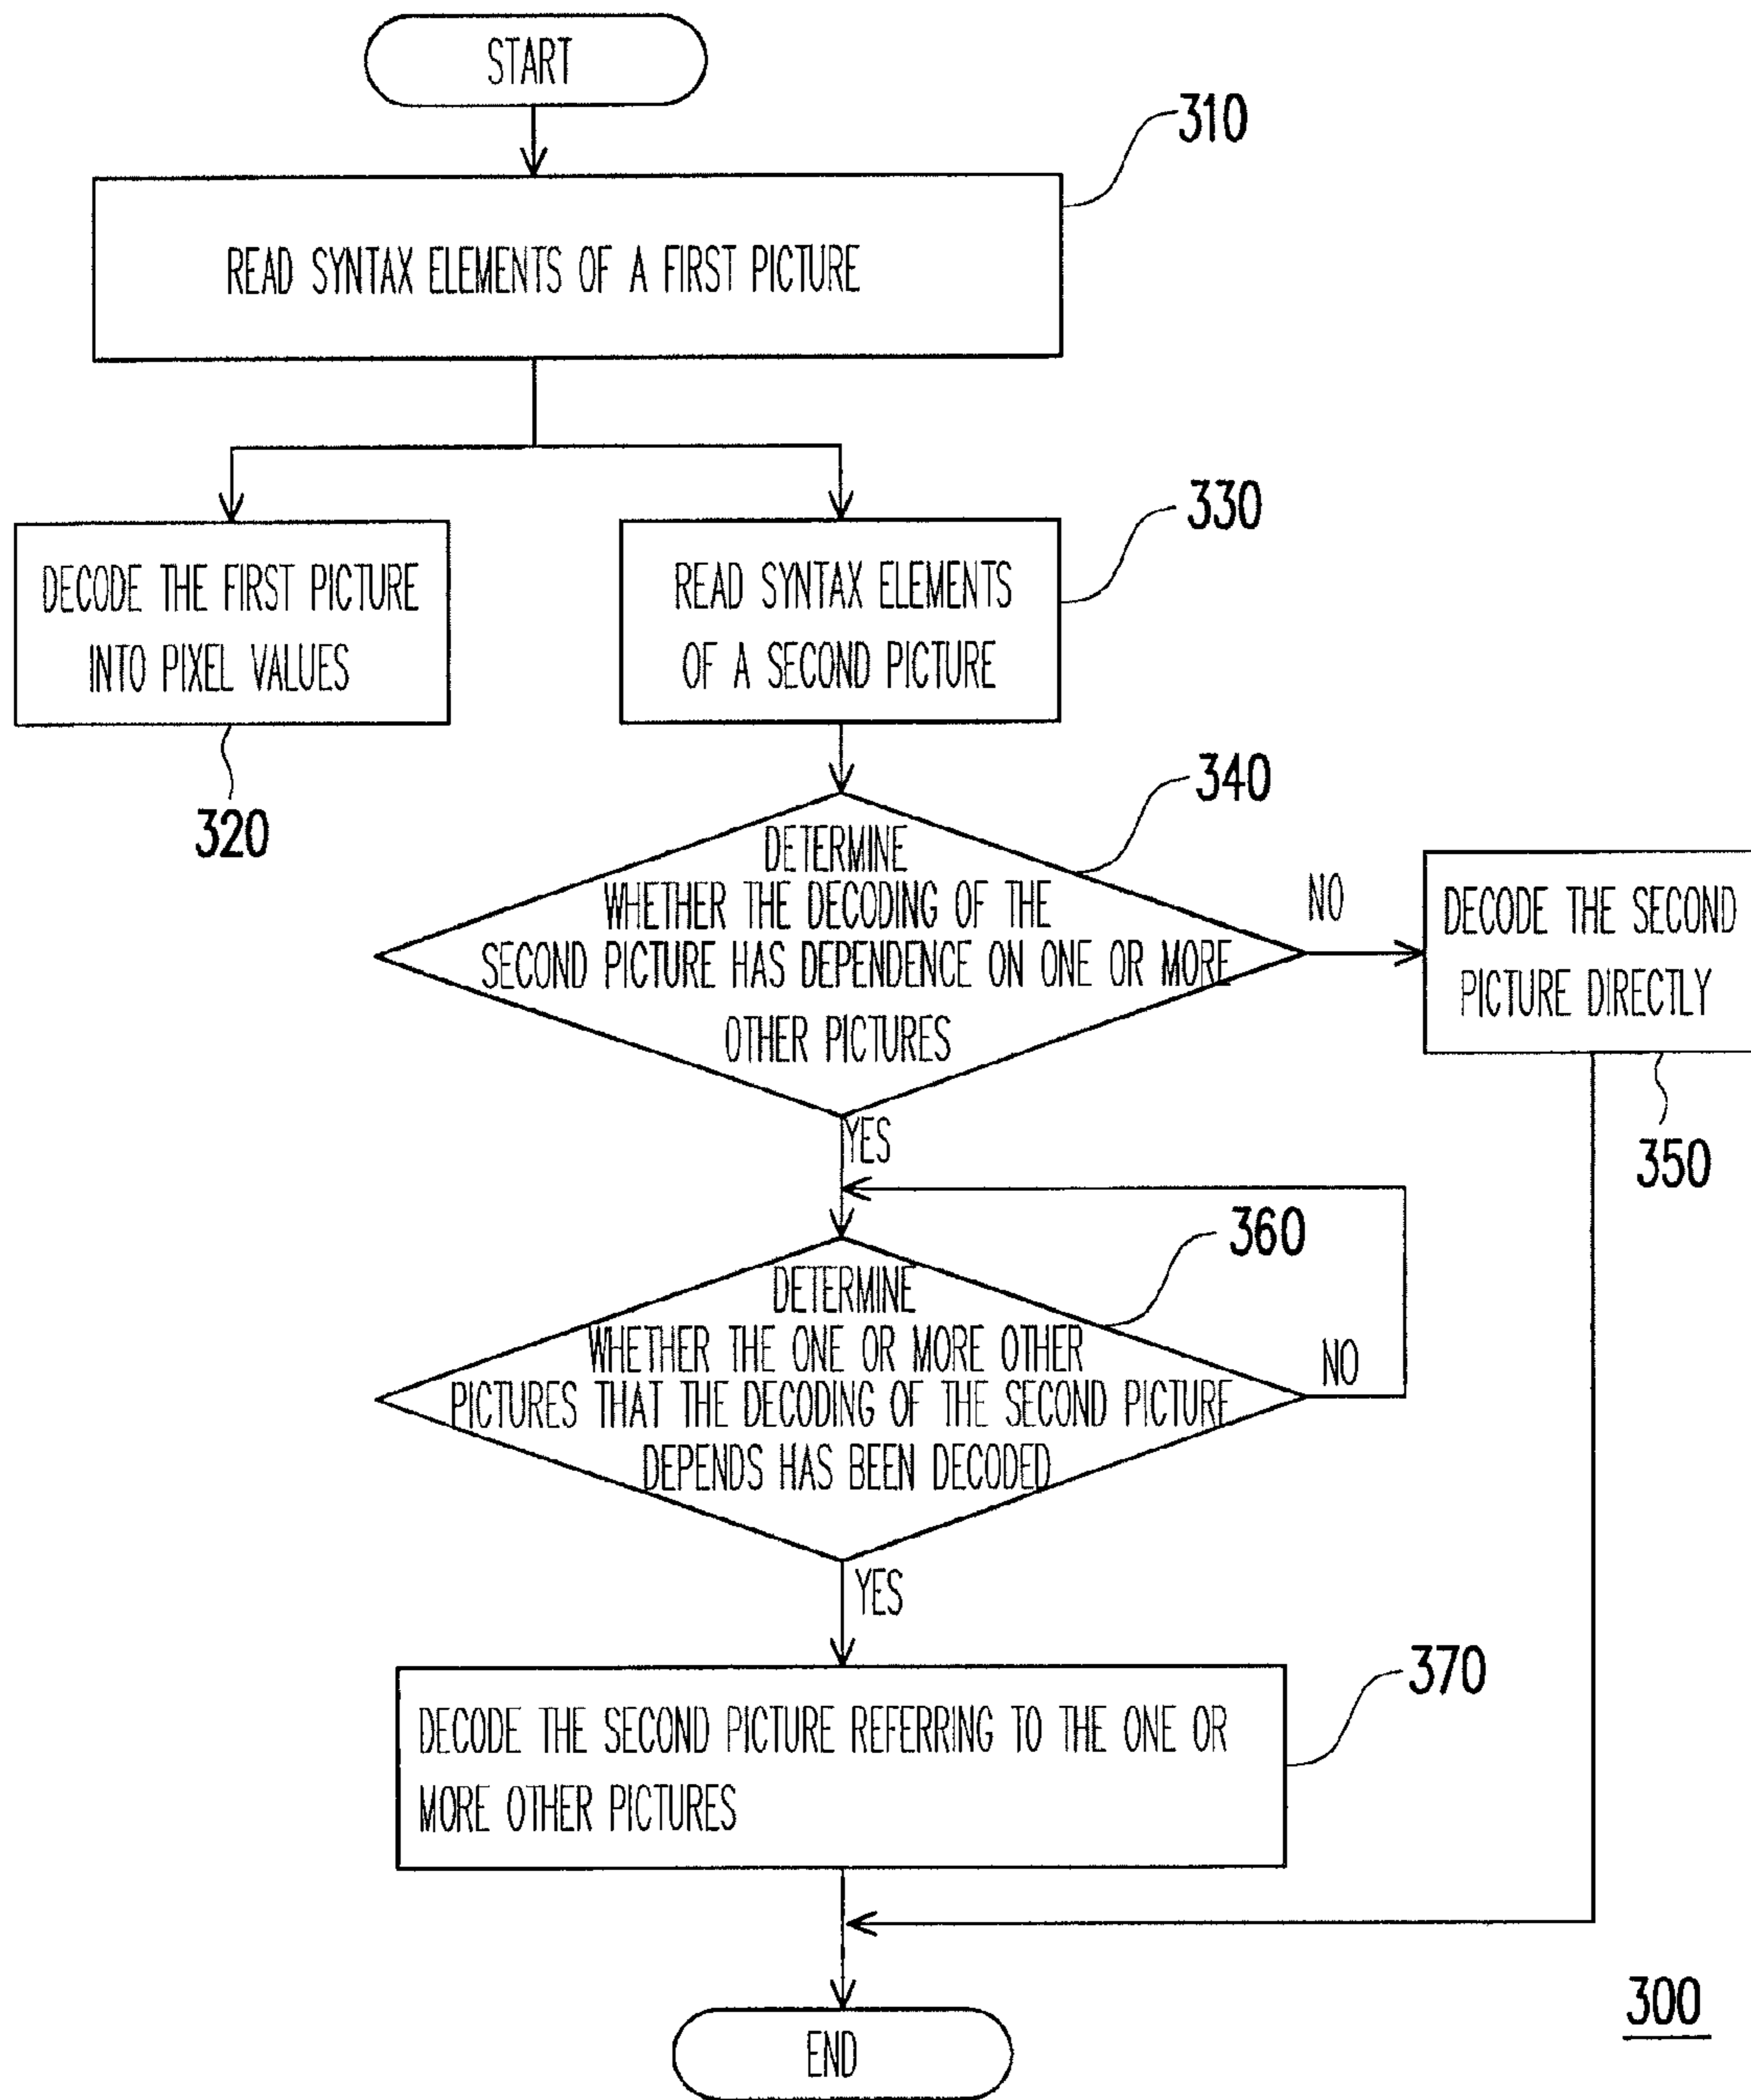 START
310
READ SYNTAX ELEMENTS OF A FIRST PICTURE
DECODE THE FIRST PICTURE
INTO PIXEL VALUES
320
330
READ SYNTAX ELEMENTS
OF A SECOND PICTURE
340
DETERMINE
WHETHER THE DECODING OF THE
SECOND PICTURE HAS DEPENDENCE ON ONE OR MORE
OTHER PICTURES
NO
DECODE THE SECOND
PICTURE DIRECTLY
350
YES
360
DETERMINE
WHETHER THE ONE OR MORE OTHER
PICTURES THAT THE DECODING OF THE SECOND PICTURE
DEPENDS HAS BEEN DECODED
NO
YES
370
DECODE THE SECOND PICTURE REFERRING TO THE ONE OR
MORE OTHER PICTURES
END
300